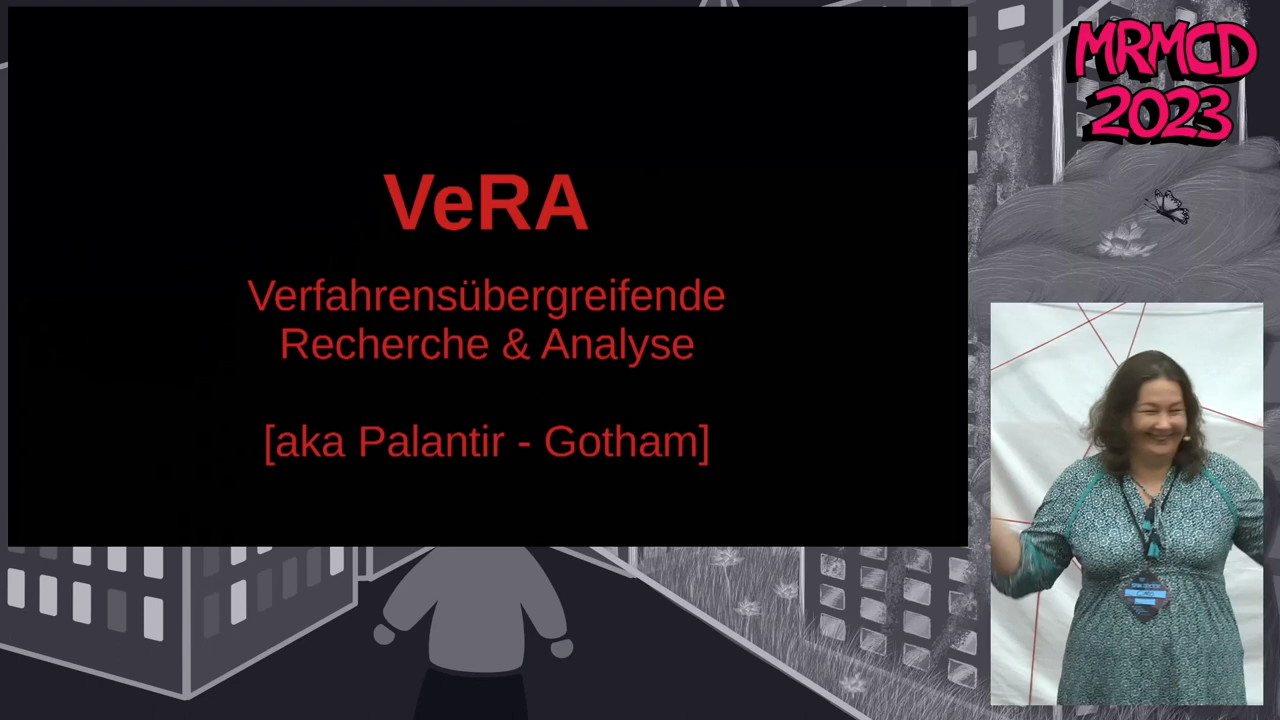 VeRA
Verfahrensübergreifende
Recherche & Analyse
[aka Palantir - Gotham]
MRMCD
2023